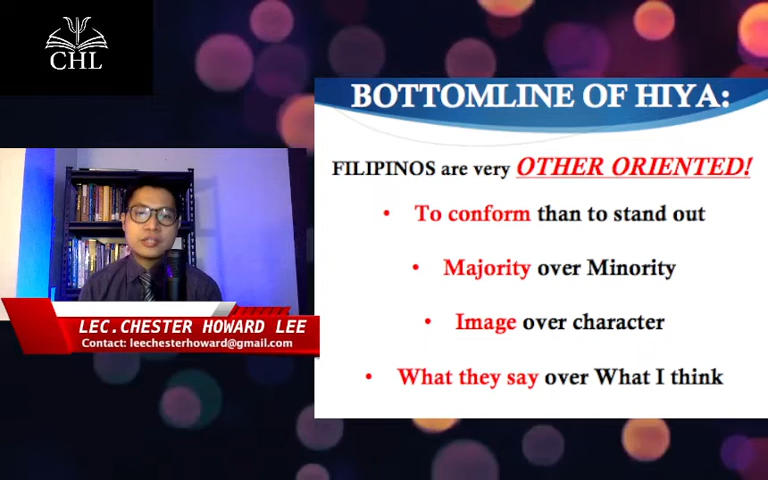 CHL
BOTTOMLINE OF HIYA:
FILIPINOS are very OTHER ORIENTED!
• To conform than to stand out
• Majority over Minority
• Image over character
• What they say over What I think
LEC.CHESTER HOWARD LEE
Contact: leechesterhoward@gmail.com